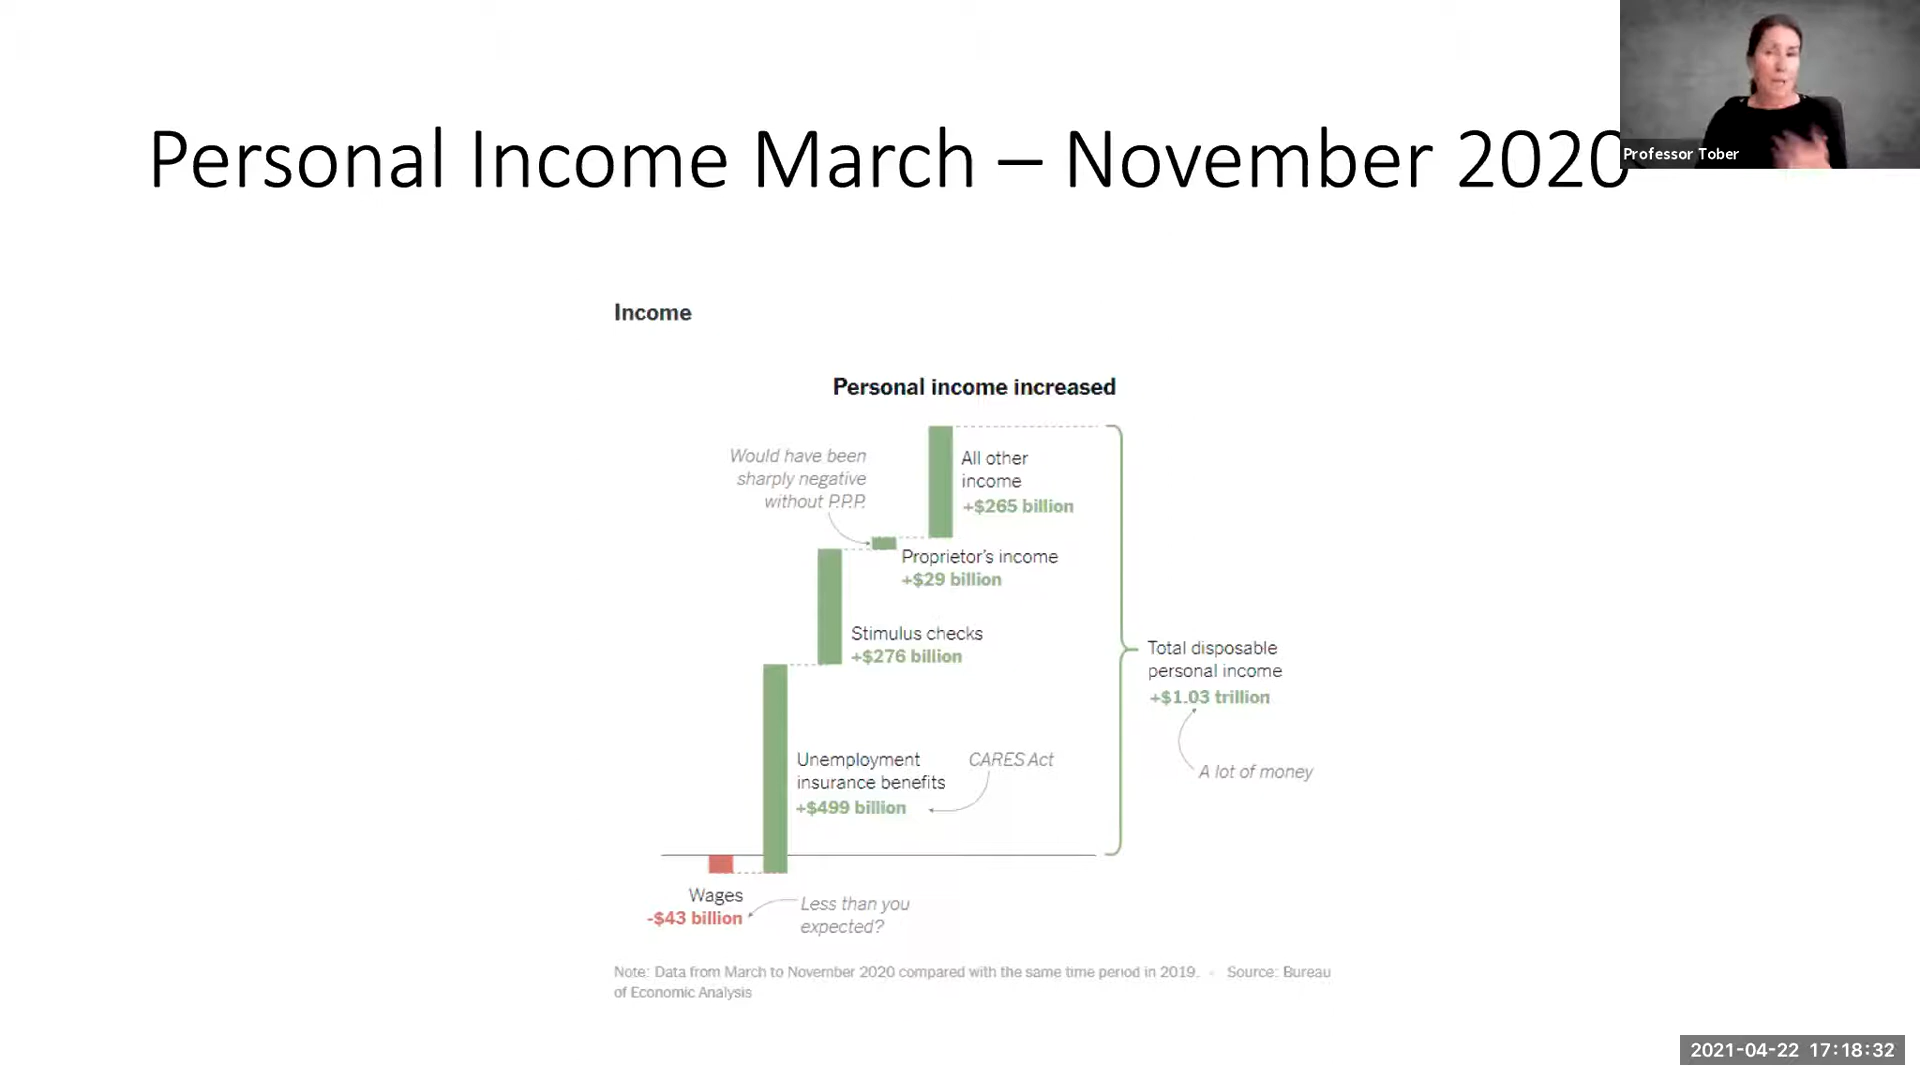 Professor Tober
Personal Income March – November 2020
Income
Personal income increased
Would have been
sharply negative
without P.P.P.
All other
income
+$265 billion
Proprietor's income
+$29 billion
Stimulus checks
+$276 billion
Total disposable
personal income
+$1.03 trillion
A lot of money
Unemployment
insurance benefits
+$499 billion
CARES Act
Wages
-$43 billion
Less than you
expected?
Note: Data from March to November 2020 compared with the same time period in 2019. • Source: Bureau
of Economic Analysis
2021-04-22 17:18:32